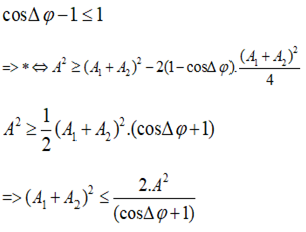 cosΔφ−1≤1
=>*⇔A²≥(A₁+A₂)²−2(1−cosΔφ).(A₁+A₂)²/4
A²≥1/2(A₁+A₂)².(cosΔφ+1)
=>(A₁+A₂)²≤2.A²/(cosΔφ+1)